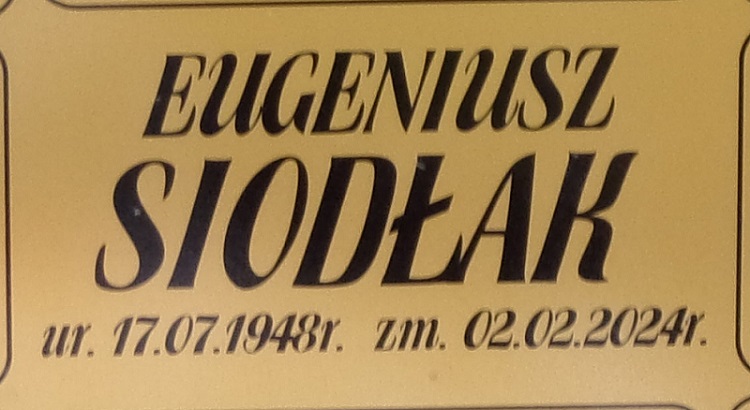 EUGENIUSZ
SIODŁAK
ur. 17.07.1948r. zm. 02.02.2024r.